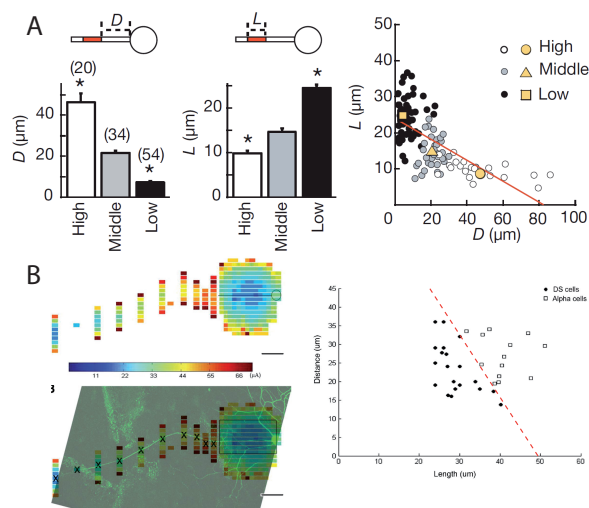 A
D
(20)
*
(34)
(54)
*
D (µm)
40
20
0
High
Middle
Low
L
*
*
L (µm)
20
10
0
High
Middle
Low
High
Middle
Low
L (µm)
50
40
30
20
10
0
20
40
60
80
100
D (µm)
B
11
22
33
44
55
66
(µA)
X X X X X X X X X X
X
DS cells
Alpha cells
Distance (um)
45
40
35
30
25
20
15
10
5
0
0
10
20
30
40
50
60
Length (um)